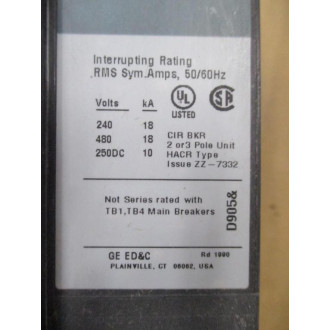 Interrupting Rating
RMS Sym.Amps, 50/60Hz
Volts kA
240 18
480 18
250DC 10
UL
LISTED
SA
CIR BKR
2 or3 Pole Unit
HACR Type
Issue ZZ-7332
Not Series rated with
TB1,TB4 Main Breakers
D905&
GE ED&C
PLAINVILLE, CT 06062, USA